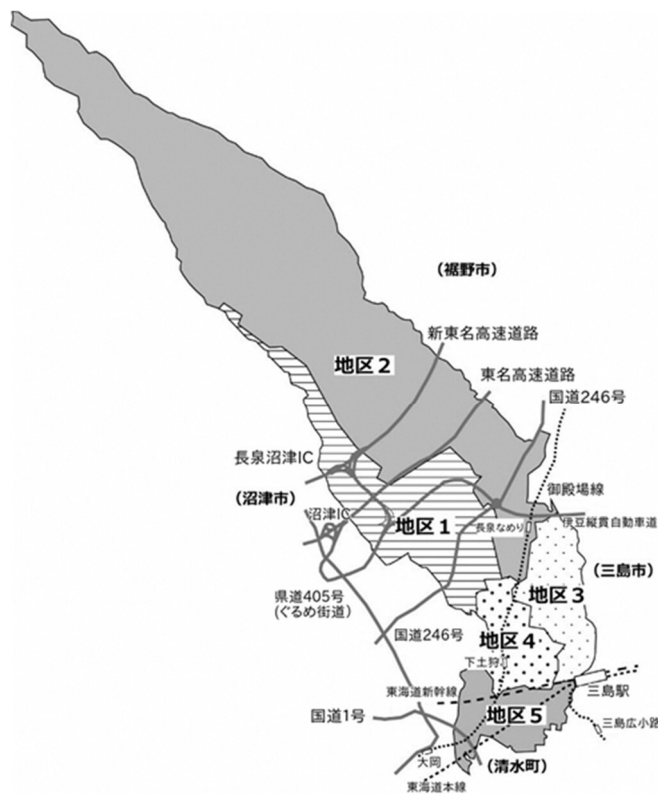 (裾野市)
新東名高速道路
地区2
東名高速道路
国道246号
長泉沼津IC
御殿場線
(沼津市)
沼津IC
地区1
長泉なめり
伊豆縦貫自動車道
(三島市)
県道405号
(ぐるめ街道)
地区3
国道246号
地区4
下土狩
東海道新幹線
三島駅
国道1号
地区5
三島広小路
大岡
(清水町)
東海道本線